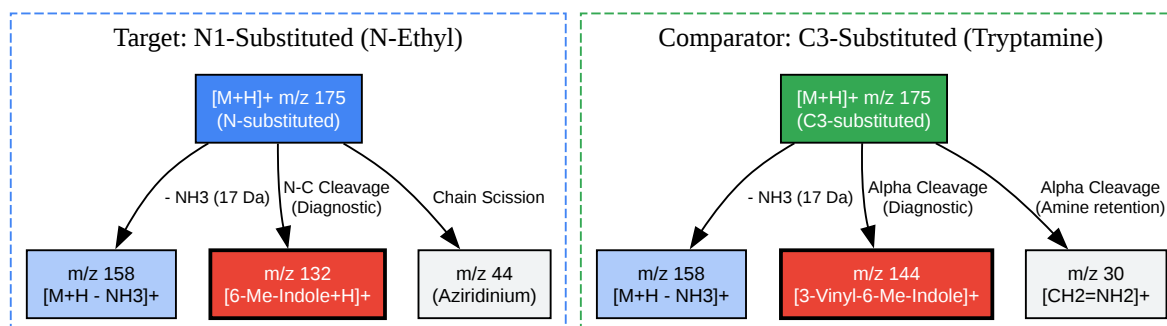 Target: N1-Substituted (N-Ethyl)
[M+H]+ m/z 175
(N-substituted)
- NH3 (17 Da)
N-C Cleavage
(Diagnostic)
Chain Scission
m/z 158
[M+H - NH3]+
m/z 132
[6-Me-Indole+H]+
m/z 44
(Aziridinium)
Comparator: C3-Substituted (Tryptamine)
[M+H]+ m/z 175
(C3-substituted)
- NH3 (17 Da)
Alpha Cleavage
(Diagnostic)
Alpha Cleavage
(Amine retention)
m/z 158
[M+H - NH3]+
m/z 144
[3-Vinyl-6-Me-Indole]+
m/z 30
[CH2=NH2]+